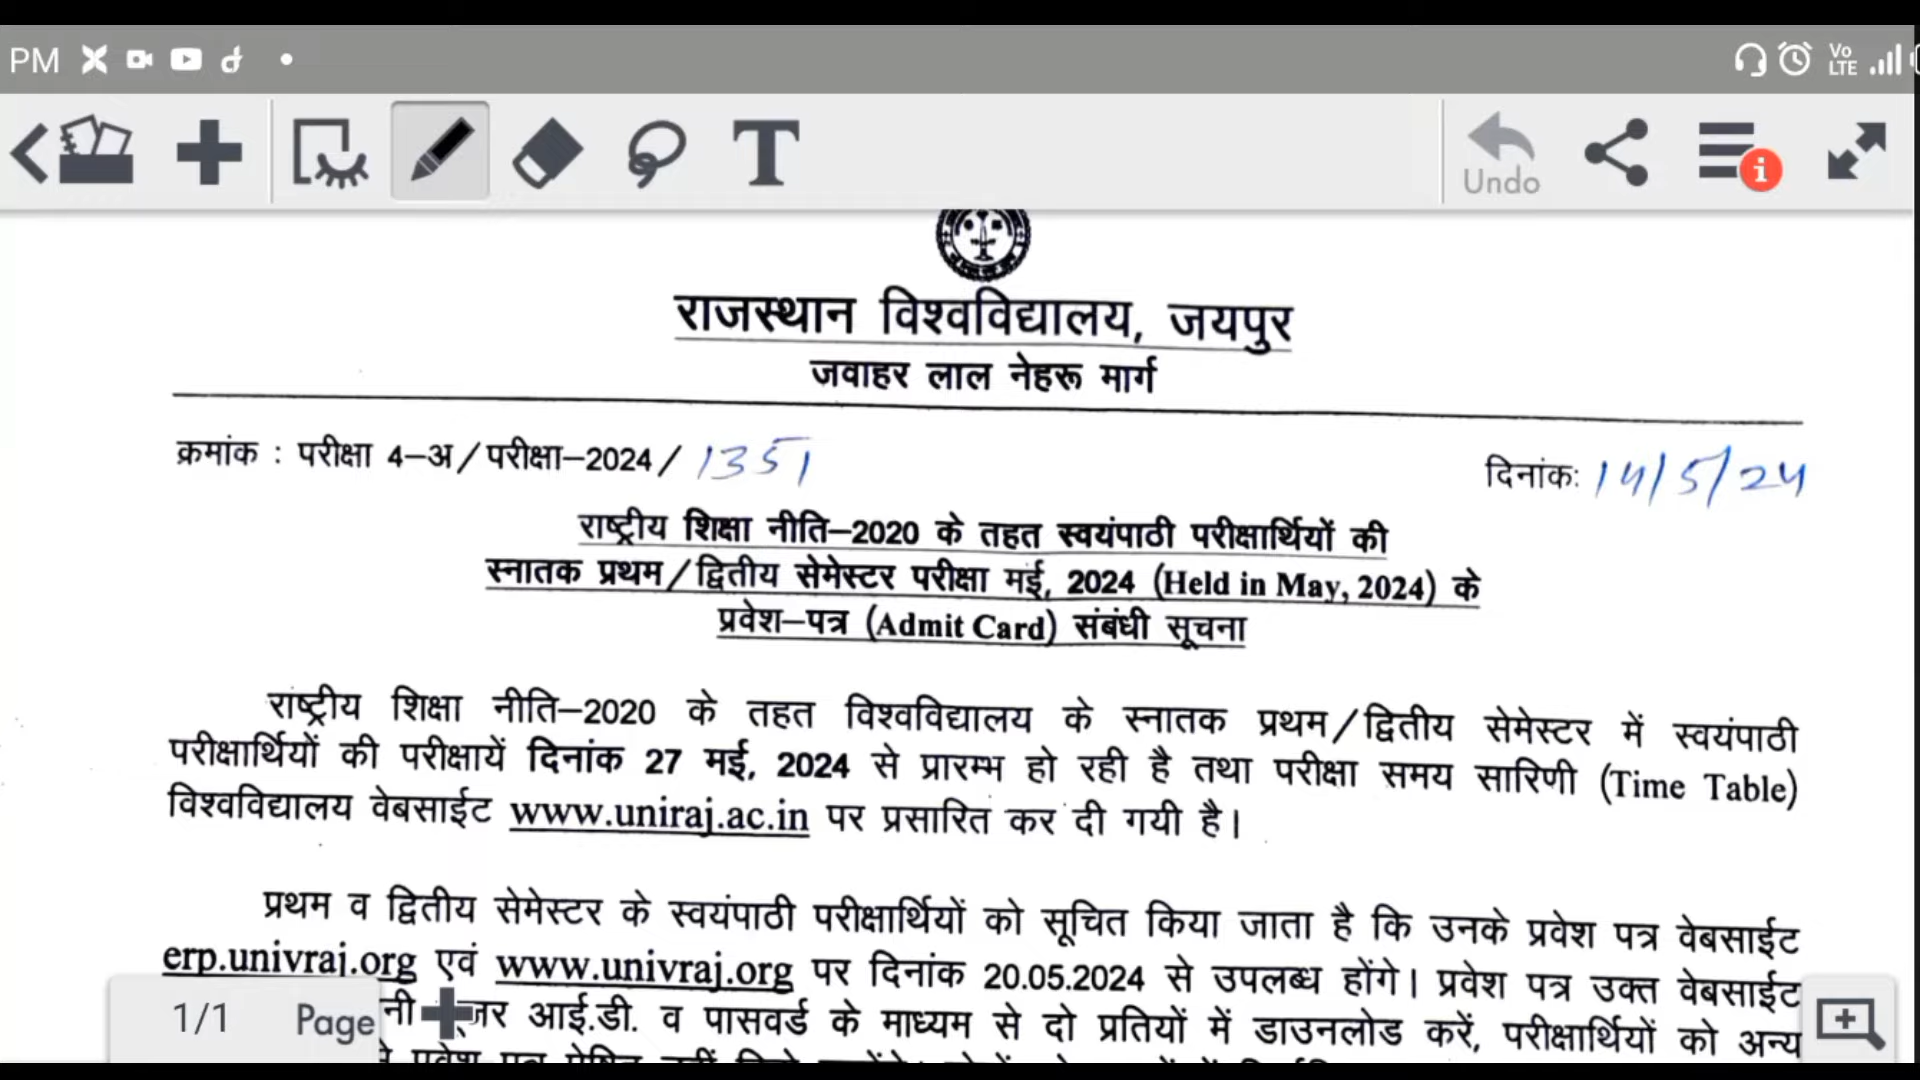 PM
Vo
LTE
T
Undo
राजस्थान विश्वविद्यालय, जयपुर
जवाहर लाल नेहरू मार्ग
क्रमांक : परीक्षा 4–अ/परीक्षा–2024/ 1351
दिनांक: 14/5/24
राष्ट्रीय शिक्षा नीति–2020 के तहत स्वयंपाठी परीक्षार्थियों की
स्नातक प्रथम/द्वितीय सेमेस्टर परीक्षा मई, 2024 (Held in May, 2024) के
प्रवेश–पत्र (Admit Card) संबंधी सूचना
राष्ट्रीय शिक्षा नीति–2020 के तहत विश्वविद्यालय के स्नातक प्रथम/द्वितीय सेमेस्टर में स्वयंपाठी
परीक्षार्थियों की परीक्षायें दिनांक 27 मई, 2024 से प्रारम्भ हो रही है तथा परीक्षा समय सारिणी (Time Table)
विश्वविद्यालय वेबसाईट www.uniraj.ac.in पर प्रसारित कर दी गयी है।
प्रथम व द्वितीय सेमेस्टर के स्वयंपाठी परीक्षार्थियों को सूचित किया जाता है कि उनके प्रवेश पत्र वेबसाईट
erp.univraj.org एवं www.univraj.org पर दिनांक 20.05.2024 से उपलब्ध होंगे। प्रवेश पत्र उक्त वेबसाईट
आई.डी. व पासवर्ड के माध्यम से दो प्रतियों में डाउनलोड करें, परीक्षार्थियों को अन्य
1/1 Page